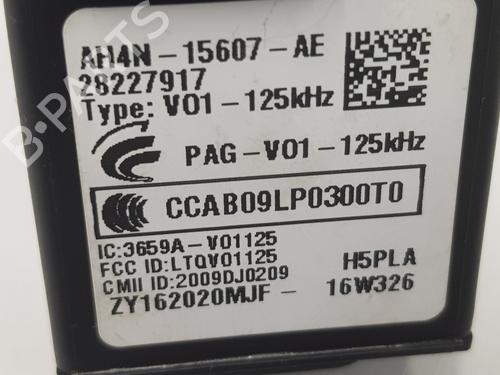 AH4N-15607-AE
28227917
Type: V01-125kHz
PAG-V01-125kHz
CCAB09LP0300T0
IC:3659A-V01125
FCC ID:LTQV01125
CMII ID:2009DJ0209
H5PLA
ZY162020MJF- 16W326
B-PARTS